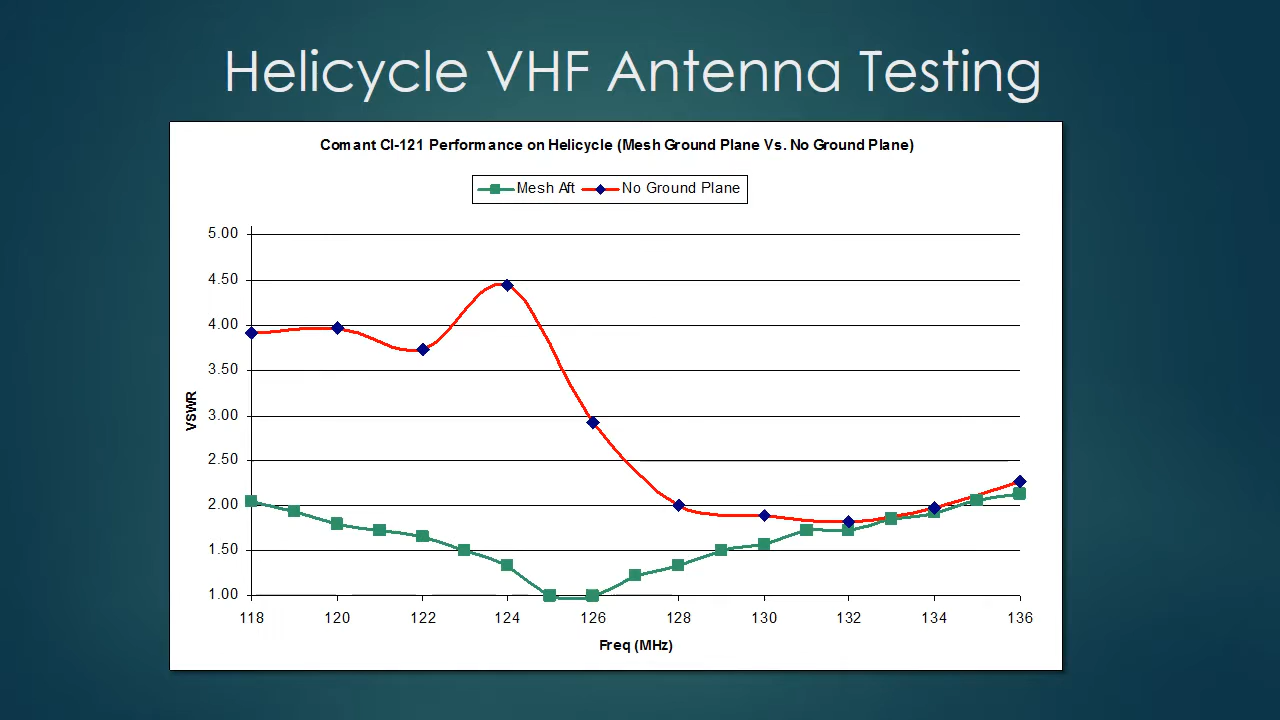 Helicycle VHF Antenna Testing
Comant CI-121 Performance on Helicycle (Mesh Ground Plane Vs. No Ground Plane)
Mesh Aft No Ground Plane
5.00
4.50
4.00
3.50
3.00
2.50
2.00
1.50
1.00
VSWR
118 120 122 124 126 128 130 132 134 136
Freq (MHz)